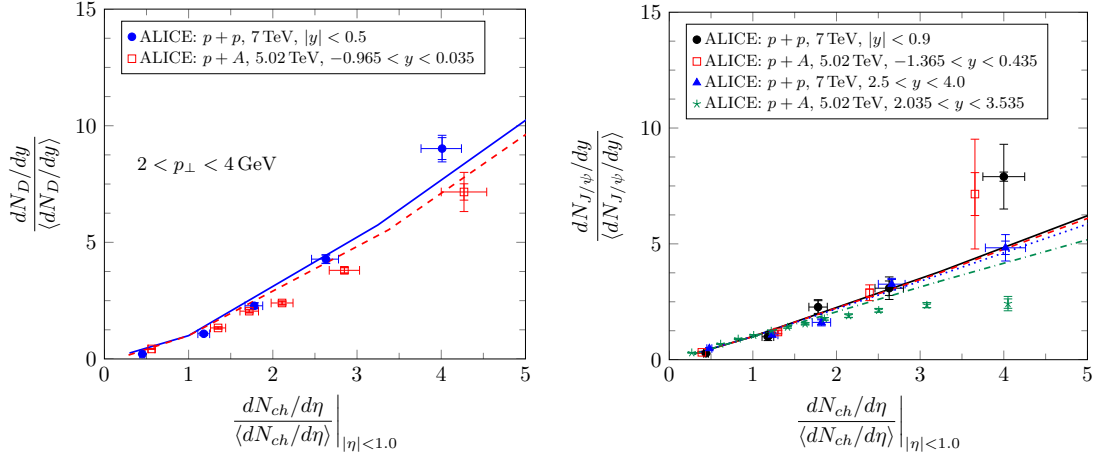 ALICE: p + p, 7 TeV, |y| < 0.5
ALICE: p + A, 5.02 TeV, −0.965 < y < 0.035
2 < p⊥ < 4 GeV
dN_D/dy
⟨dN_D/dy⟩
15
10
5
0
0 1 2 3 4 5
dN_ch/dη
⟨dN_ch/dη⟩ | |η|<1.0
ALICE: p + p, 7 TeV, |y| < 0.9
ALICE: p + A, 5.02 TeV, −1.365 < y < 0.435
ALICE: p + p, 7 TeV, 2.5 < y < 4.0
ALICE: p + A, 5.02 TeV, 2.035 < y < 3.535
dN_J/ψ/dy
⟨dN_J/ψ/dy⟩
15
10
5
0
0 1 2 3 4 5
dN_ch/dη
⟨dN_ch/dη⟩ | |η|<1.0